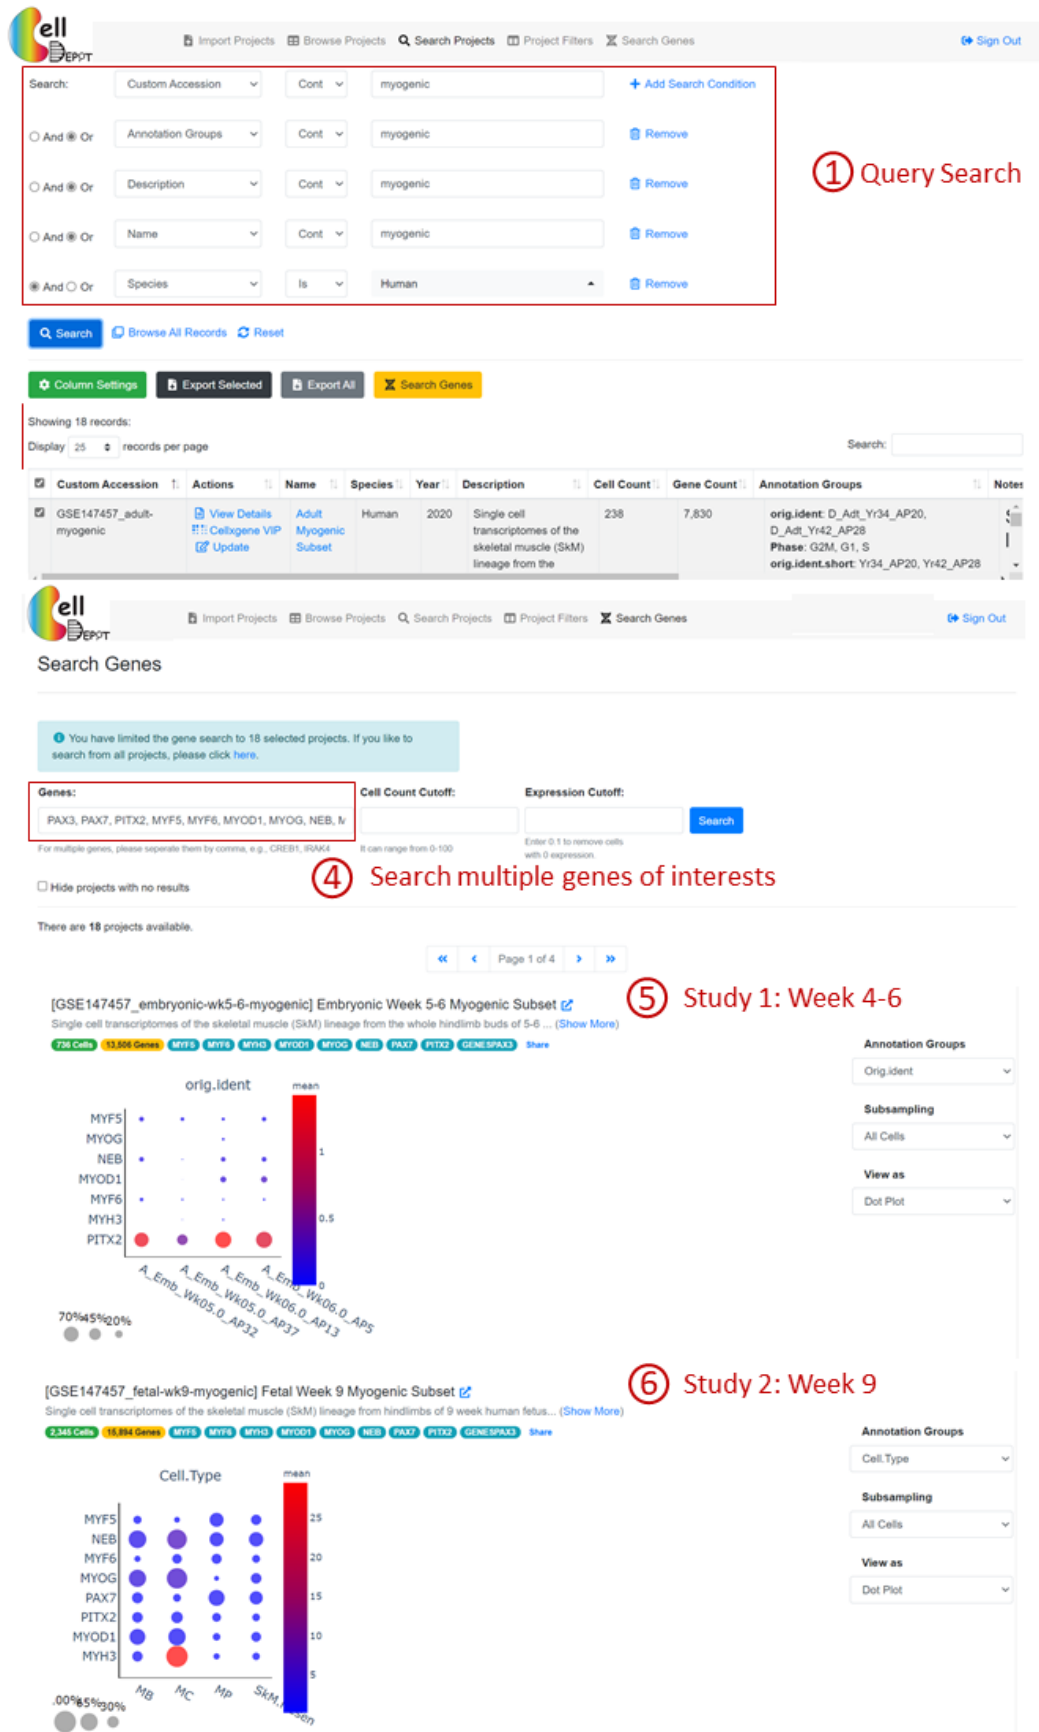 Cell Depot
Import Projects Browse Projects Search Projects Project Filters Search Genes Sign Out
Search: Custom Accession Cont myogenic + Add Search Condition
And Or Annotation Groups Cont myogenic Remove
And Or Description Cont myogenic Remove
And Or Name Cont myogenic Remove
And Or Species Is Human Remove
① Query Search
Search Browse All Records Reset
Column Settings Export Selected Export All Search Genes
Showing 18 records:
Display 25 records per page Search:
Custom Accession Actions Name Species Year Description Cell Count Gene Count Annotation Groups Notes
GSE147457_adult- View Details Adult Human 2020 Single cell 238 7,830 orig.ident: D_Adt_Yr34_AP20,
myogenic Cellxgene VIP Myogenic transcriptomes of the D_Adt_Yr42_AP28
Update Subset skeletal muscle (SkM) Phase: G2M, G1, S
lineage from the orig.ident.short: Yr34_AP20, Yr42_AP28
Cell Depot
Import Projects Browse Projects Search Projects Project Filters Search Genes Sign Out
Search Genes
You have limited the gene search to 18 selected projects. If you like to
search from all projects, please click here.
Genes: Cell Count Cutoff: Expression Cutoff:
PAX3, PAX7, PITX2, MYF5, MYF6, MYOD1, MYOG, NEB, M Search
For multiple genes, please seperate them by comma, e.g., CREB1, IRAK4 It can range from 0-100 Enter 0.1 to remove cells
with 0 expression.
④ Search multiple genes of interests
Hide projects with no results
There are 18 projects available.
« ‹ Page 1 of 4 › »
⑤ Study 1: Week 4-6
[GSE147457_embryonic-wk5-6-myogenic] Embryonic Week 5-6 Myogenic Subset
Single cell transcriptomes of the skeletal muscle (SkM) lineage from the whole hindlimb buds of 5-6 ... (Show More)
736 Cells 13,506 Genes MYF5 MYF6 MYH3 MYOD1 MYOG NEB PAX7 PITX2 GENESPAX3 Share
Annotation Groups
Orig.ident
Subsampling
All Cells
View as
Dot Plot
orig.ident
mean
MYF5
MYOG
NEB
MYOD1
MYF6
MYH3
PITX2
1
0.5
0
A_Emb_Wk05.0_AP32
A_Emb_Wk05.0_AP37
A_Emb_Wk06.0_AP13
A_Emb_Wk06.0_AP5
70% 45% 20%
⑥ Study 2: Week 9
[GSE147457_fetal-wk9-myogenic] Fetal Week 9 Myogenic Subset
Single cell transcriptomes of the skeletal muscle (SkM) lineage from hindlimbs of 9 week human fetus... (Show More)
2,345 Cells 15,894 Genes MYF5 MYF6 MYH3 MYOD1 MYOG NEB PAX7 PITX2 GENESPAX3 Share
Annotation Groups
Cell.Type
Subsampling
All Cells
View as
Dot Plot
Cell.Type
mean
MYF5
NEB
MYF6
MYOG
PAX7
PITX2
MYOD1
MYH3
25
20
15
10
5
MB
MC
MP
.00% 65% 30%